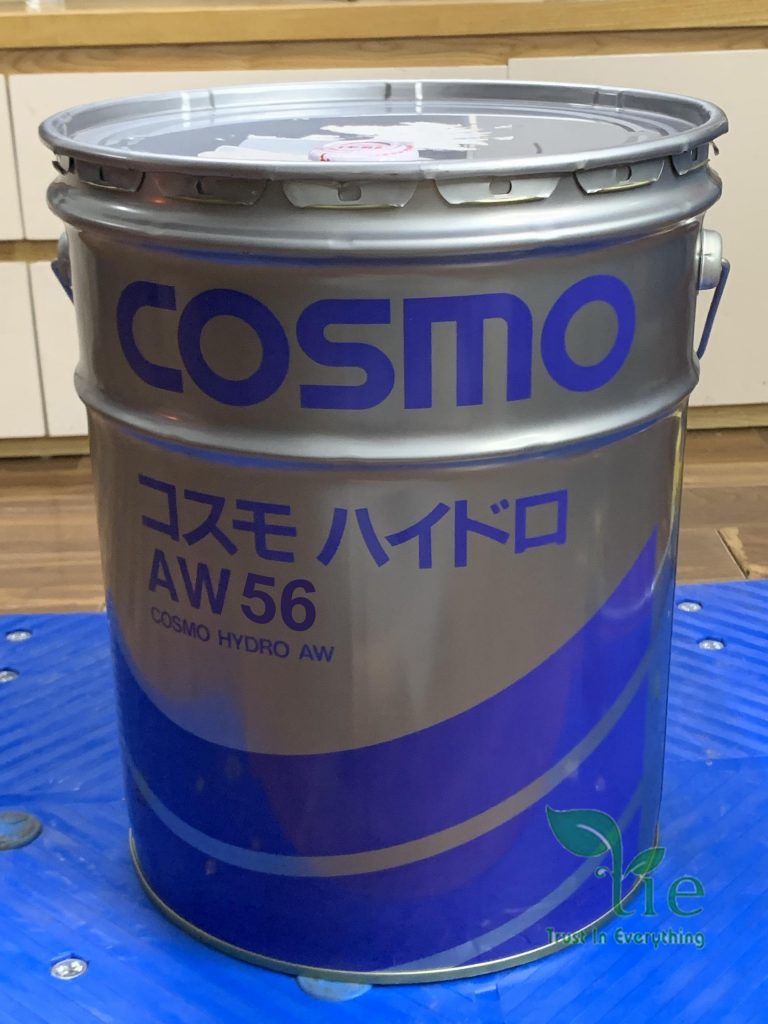 COSMO
コスモ ハイドロ
AW 56
COSMO HYDRO AW
Tie
Trust In Everything